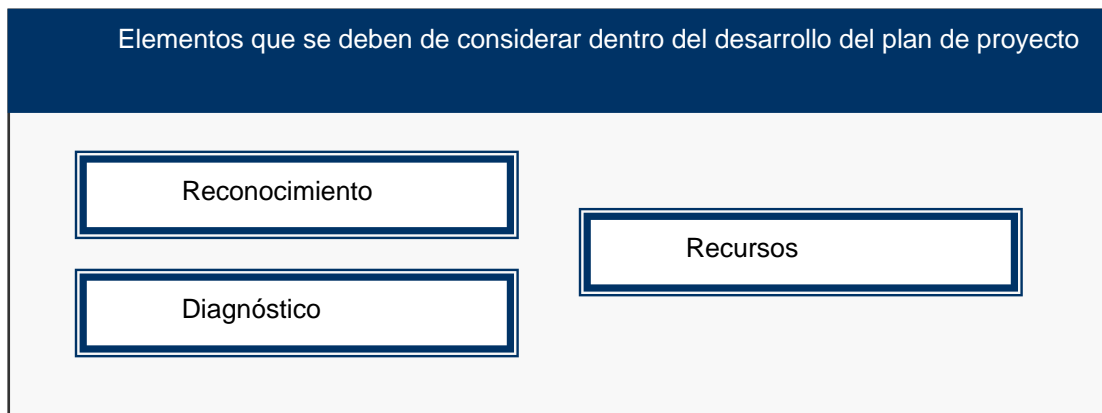 Elementos que se deben de considerar dentro del desarrollo del plan de proyecto
Reconocimiento
Diagnóstico
Recursos